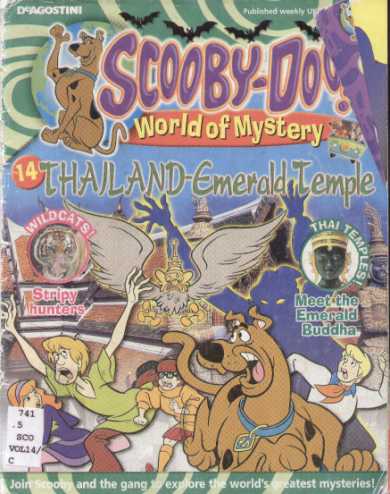 DeAGOSTINI
Published weekly UK
SCOOBY-DOO!
World of Mystery
14 THAILAND-Emerald Temple
WILDCATS!
Stripy
hunters
THAI TEMPLES!
Meet the
Emerald
Buddha
741
.5
SCO
VOL14/
C
Join Scooby and the gang to explore the world's greatest mysteries!